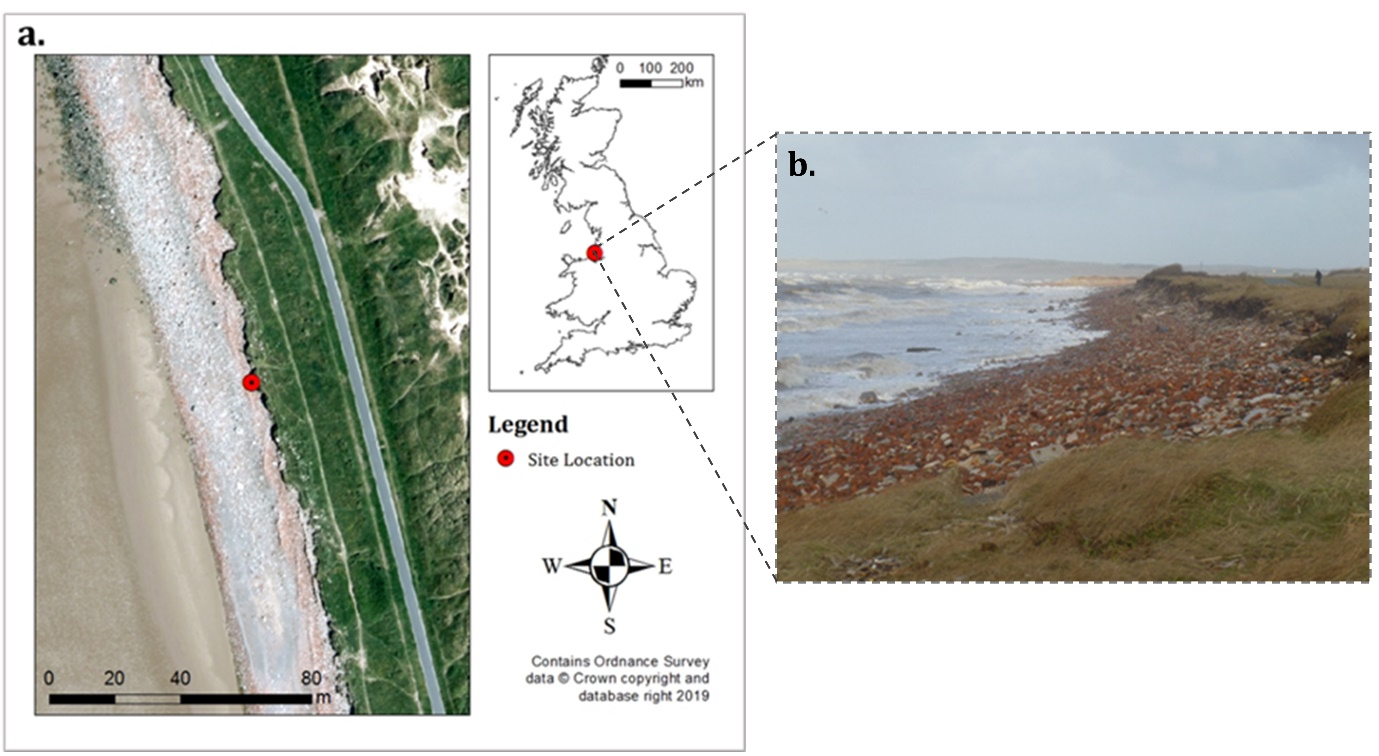 a.
0 100 200
km
b.
Legend
Site Location
N
W E
S
0 20 40 80
m
Contains Ordnance Survey
data © Crown copyright and
database right 2019